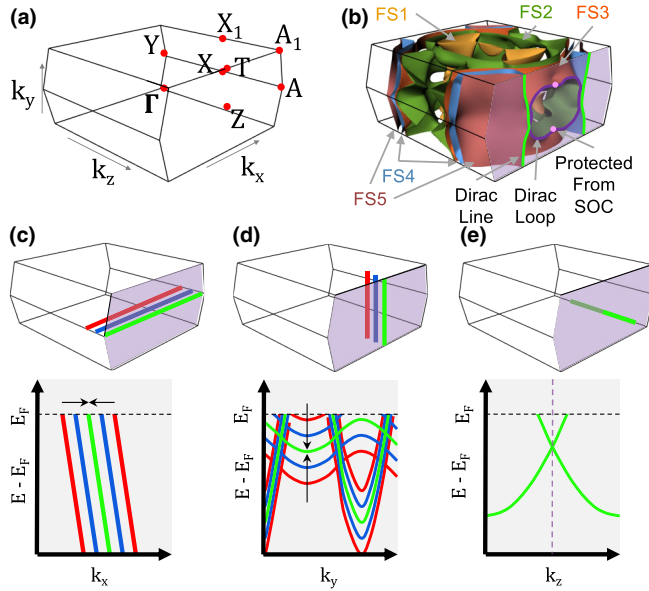 (a)
X1
A1
Y
X
T
A
Γ
Z
ky
kz
kx
(b)
FS1
FS2
FS3
FS4
FS5
Dirac
Line
Dirac
Loop
Protected
From
SOC
(c)
(d)
(e)
EF
E - EF
kx
EF
E - EF
ky
EF
E - EF
kz